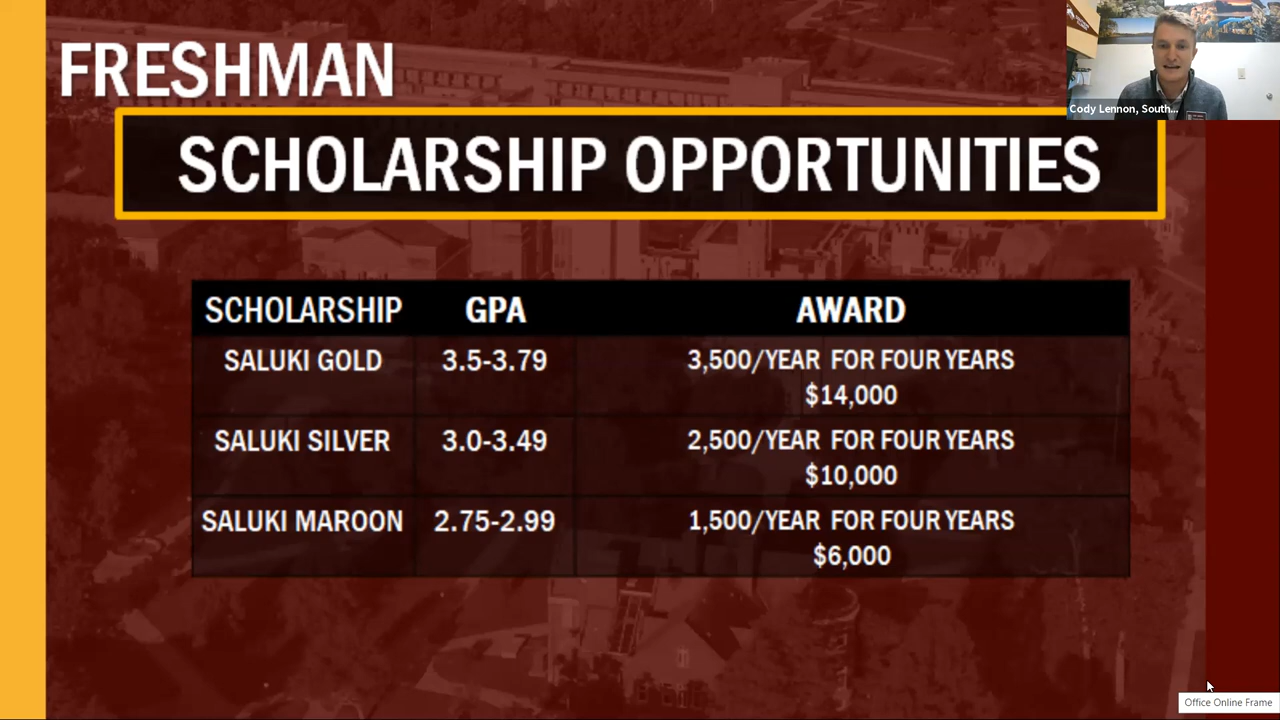 FRESHMAN
SCHOLARSHIP OPPORTUNITIES
Cody Lennon, South...
SCHOLARSHIP GPA AWARD
SALUKI GOLD 3.5-3.79 3,500/YEAR FOR FOUR YEARS
$14,000
SALUKI SILVER 3.0-3.49 2,500/YEAR FOR FOUR YEARS
$10,000
SALUKI MAROON 2.75-2.99 1,500/YEAR FOR FOUR YEARS
$6,000
Office Online Frame